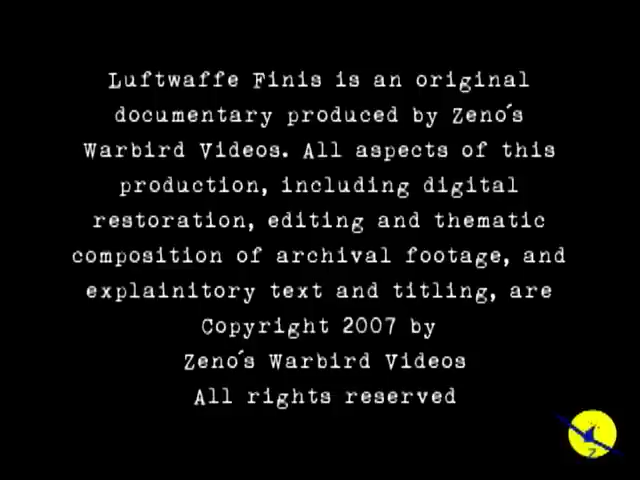 Luftwaffe Finis is an original
documentary produced by Zeno's
Warbird Videos. All aspects of this
production, including digital
restoration, editing and thematic
composition of archival footage, and
explainitory text and titling, are
Copyright 2007 by
Zeno's Warbird Videos
All rights reserved
Z